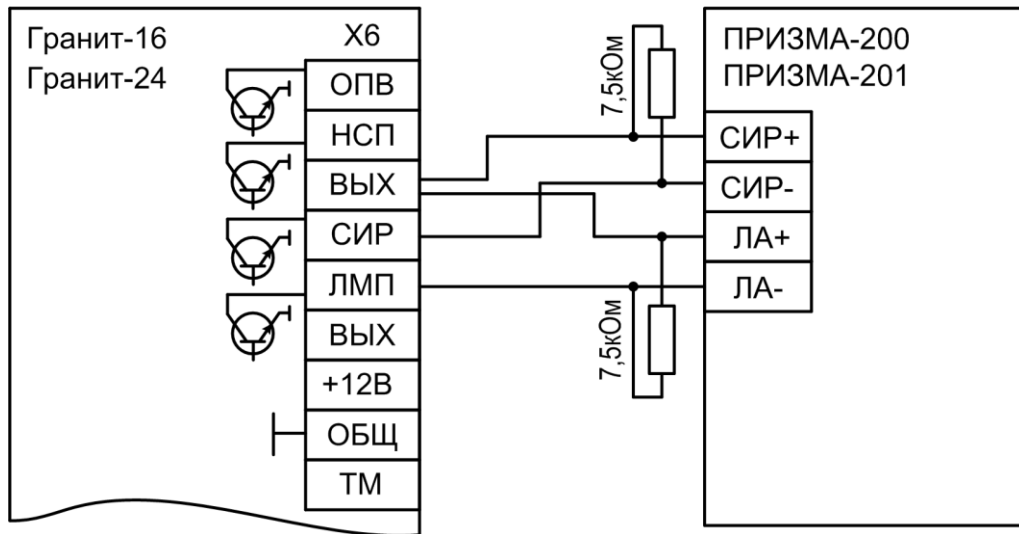 Гранит-16
Гранит-24
X6
ОПВ
НСП
ВЫХ
СИР
ЛМП
ВЫХ
+12В
ОБЩ
ТМ
7,5кОм
7,5кОм
ПРИЗМА-200
ПРИЗМА-201
СИР+
СИР-
ЛА+
ЛА-